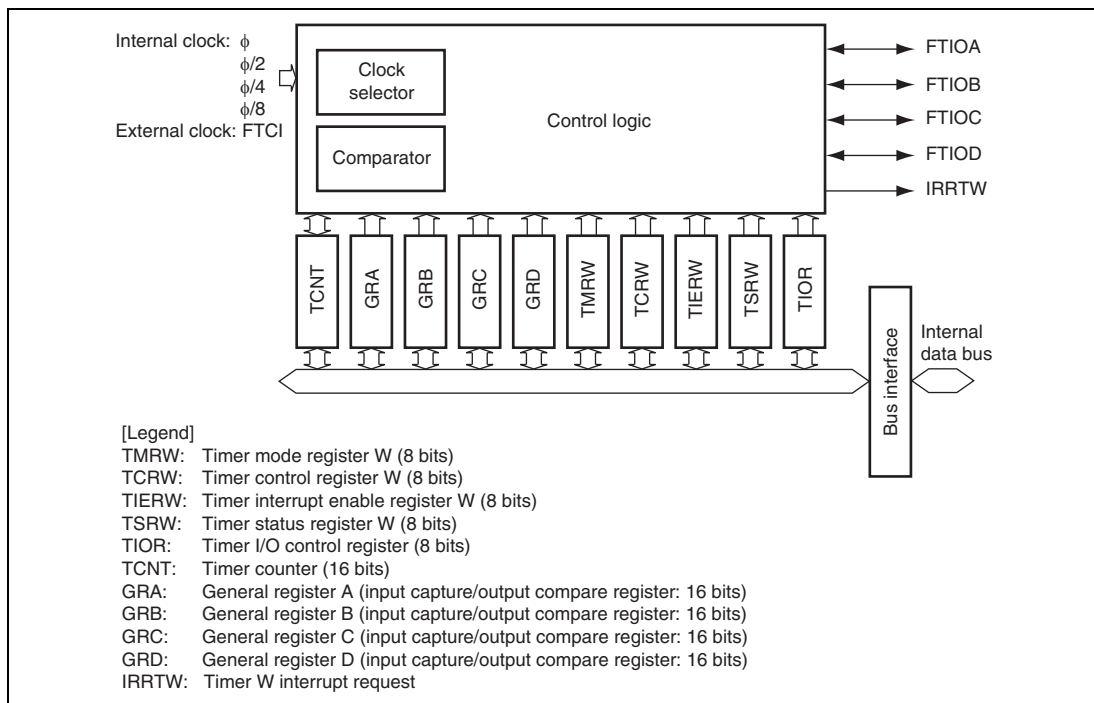 Internal clock: ϕ
ϕ/2
ϕ/4
ϕ/8
External clock: FTCI
Clock
selector
Comparator
Control logic
FTIOA
FTIOB
FTIOC
FTIOD
IRRTW
TCNT
GRA
GRB
GRC
GRD
TMRW
TCRW
TIERW
TSRW
TIOR
Bus interface
Internal
data bus
[Legend]
TMRW: Timer mode register W (8 bits)
TCRW: Timer control register W (8 bits)
TIERW: Timer interrupt enable register W (8 bits)
TSRW: Timer status register W (8 bits)
TIOR: Timer I/O control register (8 bits)
TCNT: Timer counter (16 bits)
GRA: General register A (input capture/output compare register: 16 bits)
GRB: General register B (input capture/output compare register: 16 bits)
GRC: General register C (input capture/output compare register: 16 bits)
GRD: General register D (input capture/output compare register: 16 bits)
IRRTW: Timer W interrupt request